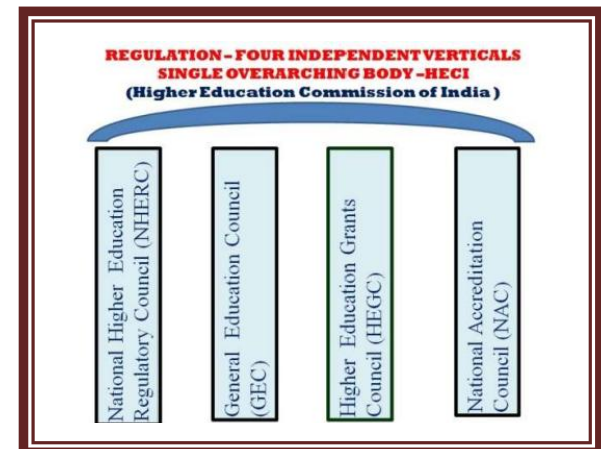 REGULATION – FOUR INDEPENDENT VERTICALS
SINGLE OVERARCHING BODY –HECI
(Higher Education Commission of India )
National Higher Education
Regulatory Council (NHERC)
General Education Council
(GEC)
Higher Education Grants
Council (HEGC)
National Accreditation
Council (NAC)